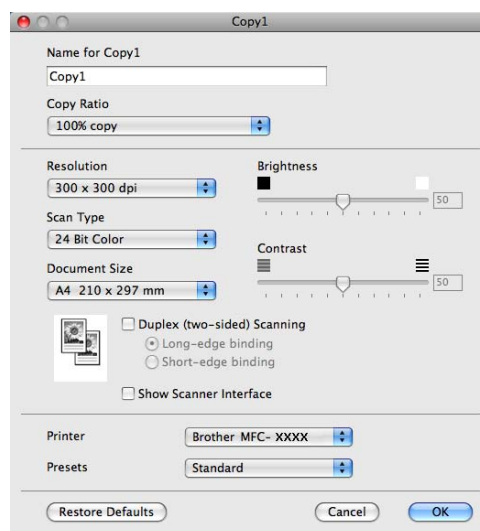 Copy1
Name for Copy1
Copy1
Copy Ratio
100% copy
Resolution
300 x 300 dpi
Scan Type
24 Bit Color
Document Size
A4 210 x 297 mm
Brightness
50
Contrast
50
Duplex (two-sided) Scanning
Long-edge binding
Short-edge binding
Show Scanner Interface
Printer
Brother MFC- XXXX
Presets
Standard
Restore Defaults
Cancel
OK